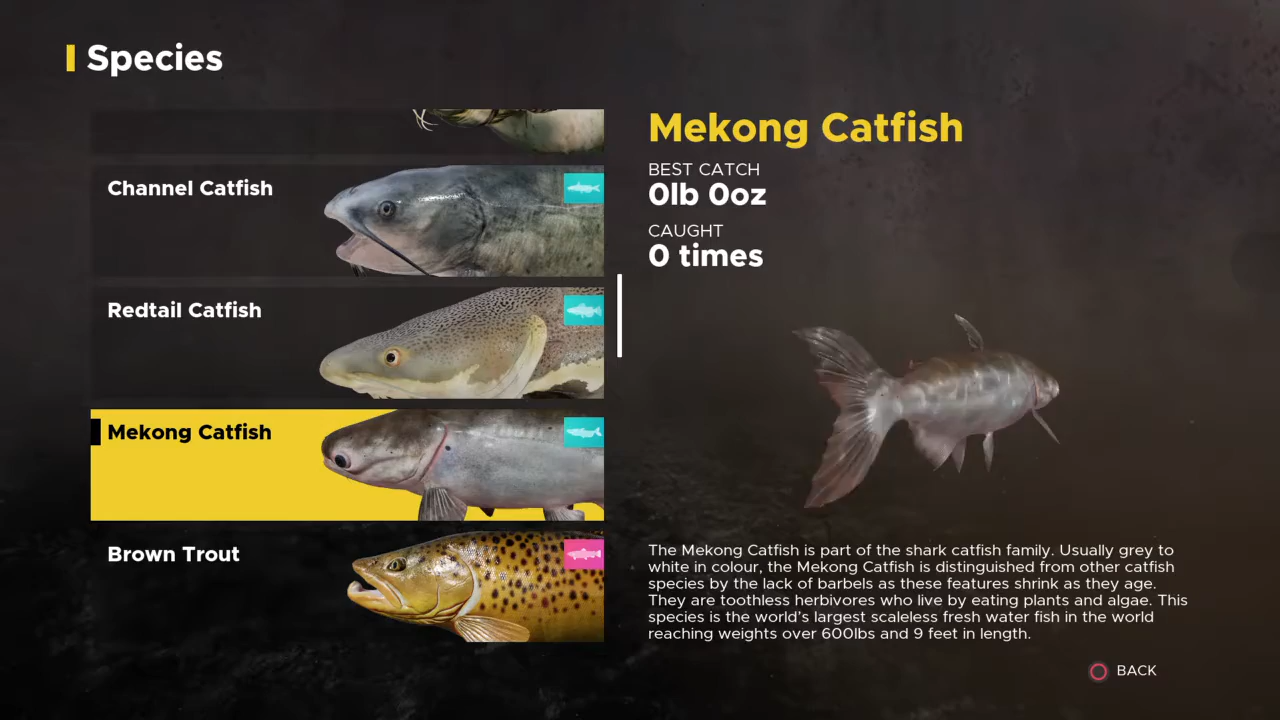 Species
Channel Catfish
Redtail Catfish
Mekong Catfish
Brown Trout
Mekong Catfish
BEST CATCH
0lb 0oz
CAUGHT
0 times
The Mekong Catfish is part of the shark catfish family. Usually grey to
white in colour, the Mekong Catfish is distinguished from other catfish
species by the lack of barbels as these features shrink as they age.
They are toothless herbivores who live by eating plants and algae. This
species is the world's largest scaleless fresh water fish in the world
reaching weights over 600lbs and 9 feet in length.
BACK